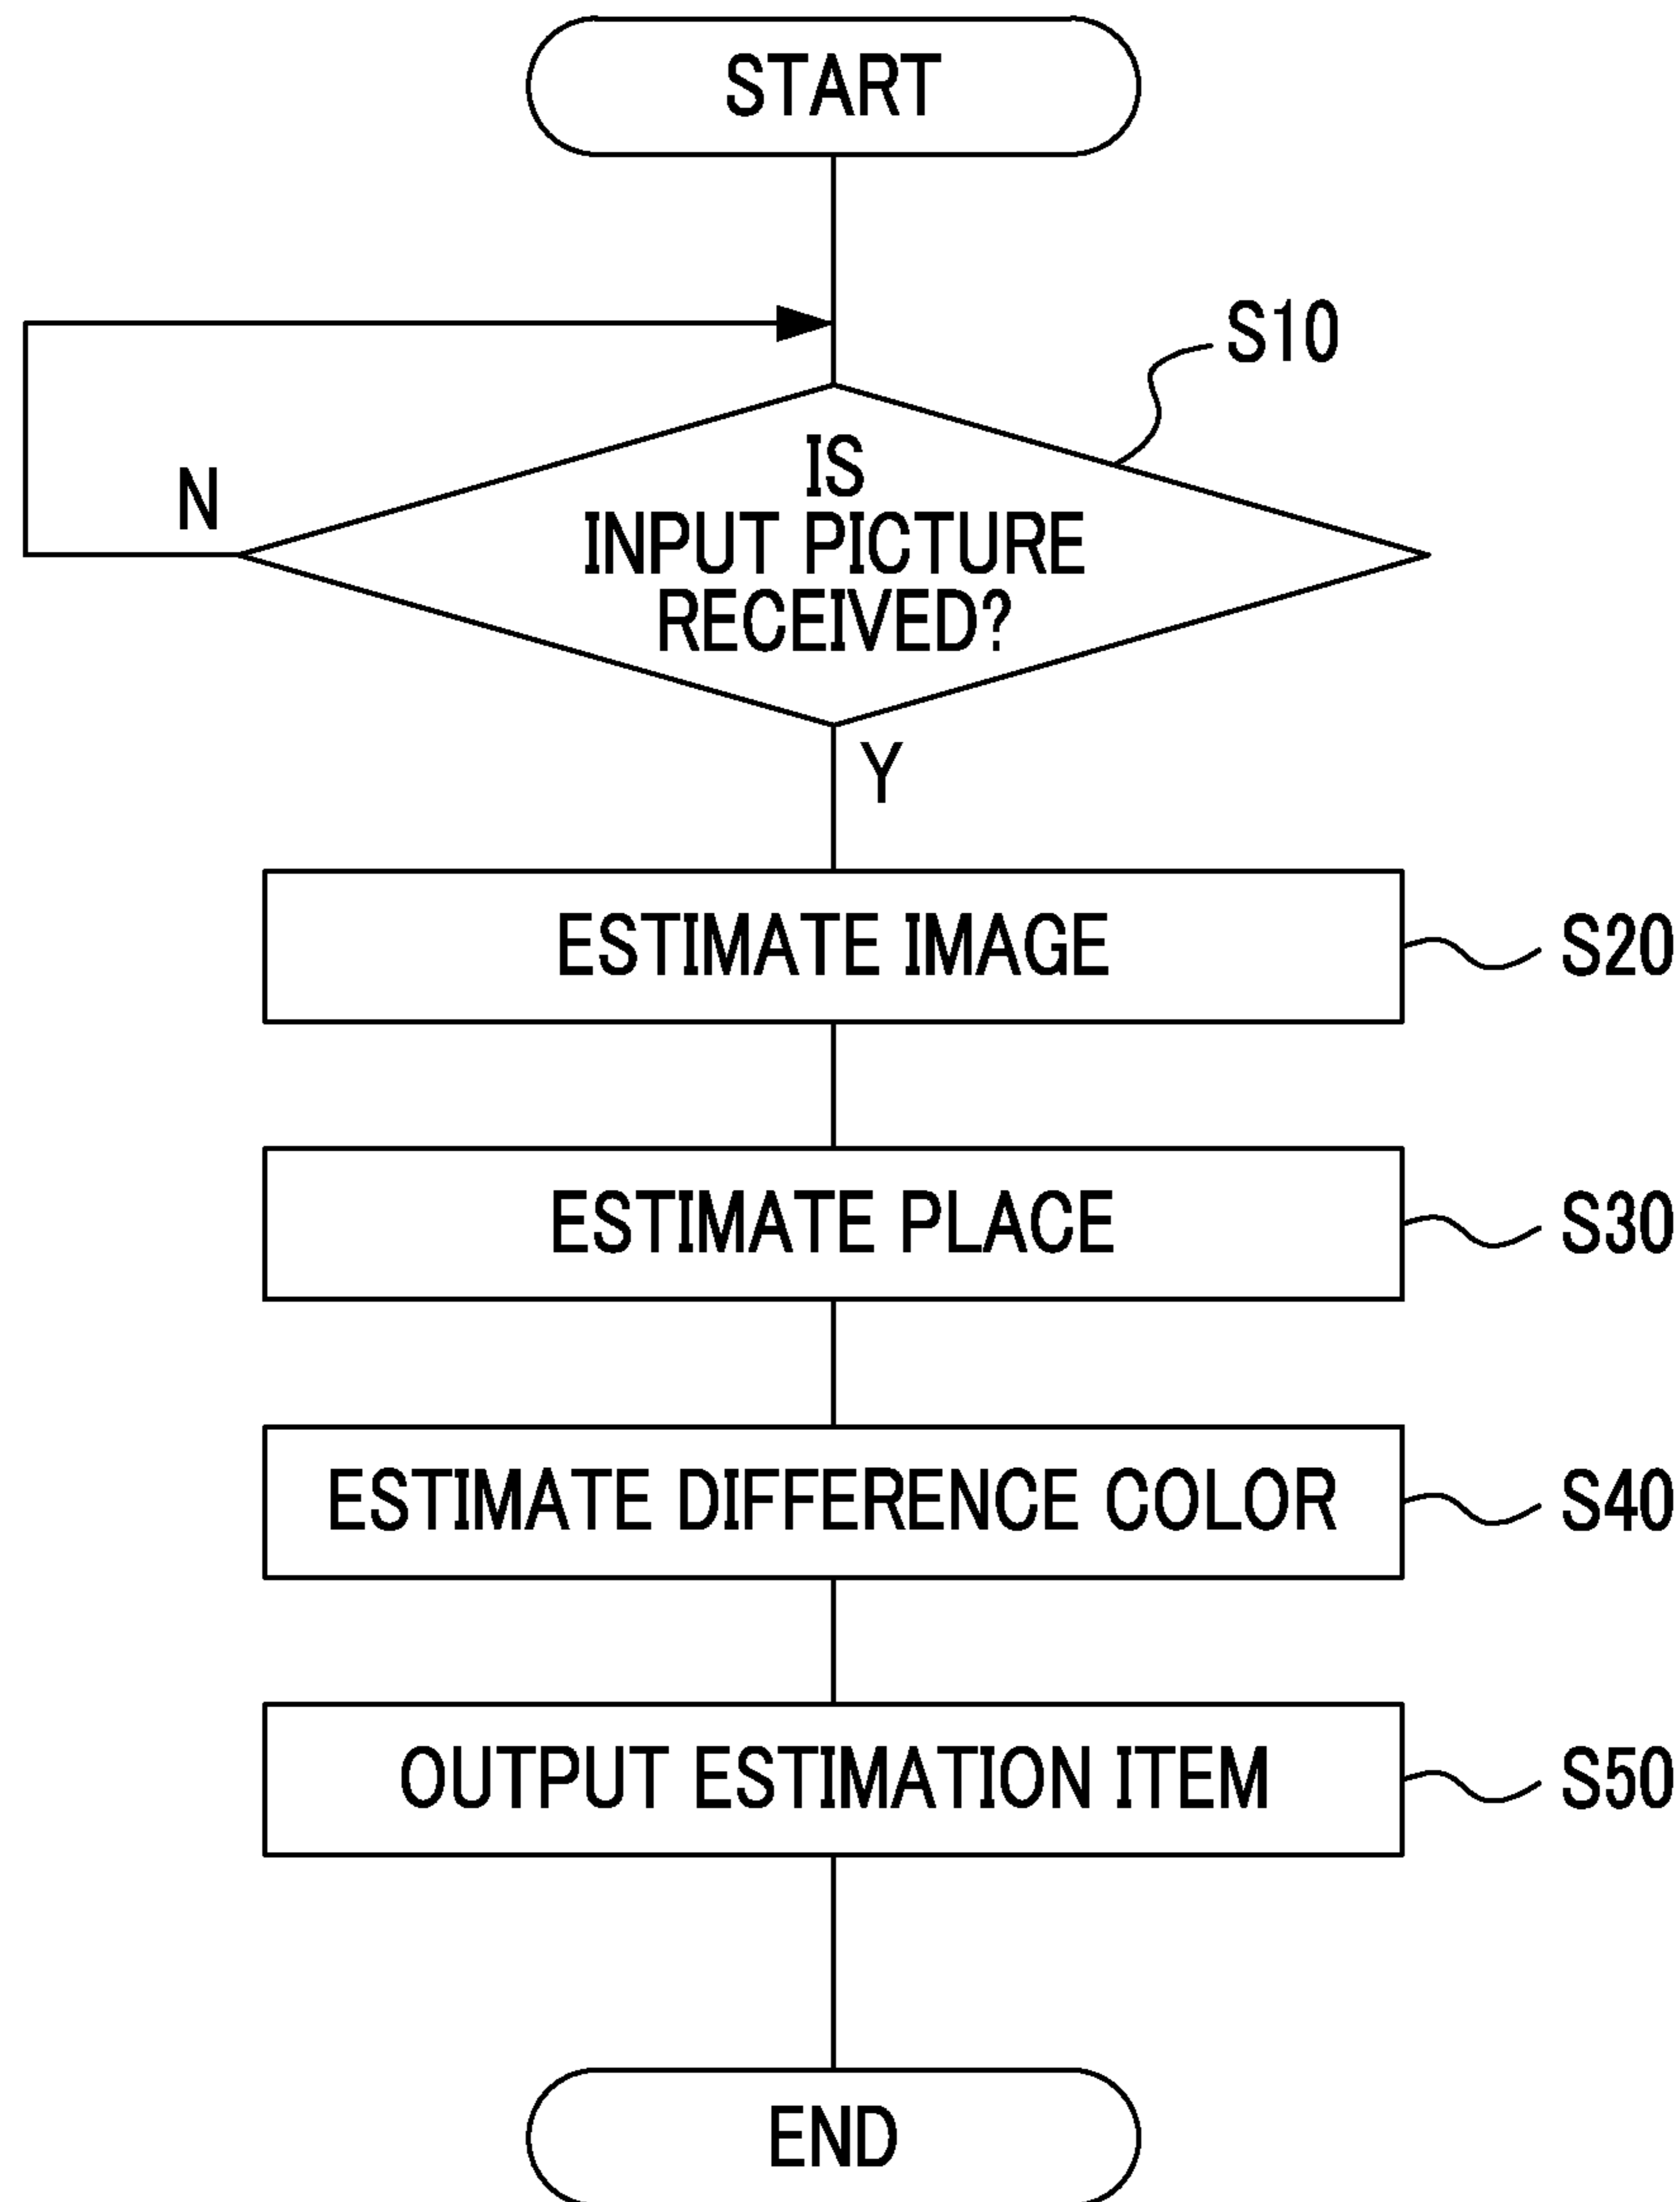 START
S10
IS
INPUT PICTURE
RECEIVED?
N
Y
ESTIMATE IMAGE
S20
ESTIMATE PLACE
S30
ESTIMATE DIFFERENCE COLOR
S40
OUTPUT ESTIMATION ITEM
S50
END